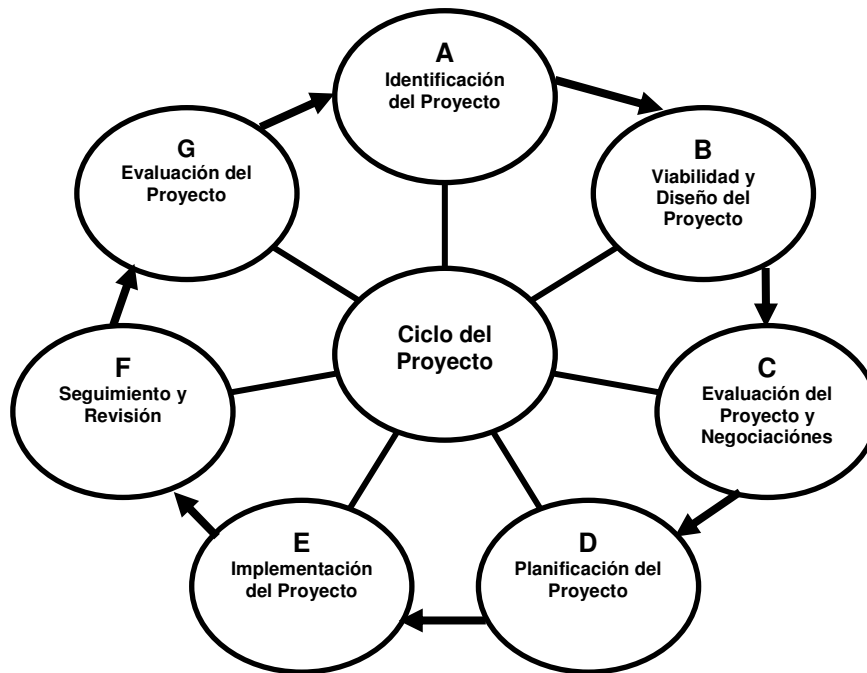 A
Identificación
del Proyecto
B
Viabilidad y
Diseño del
Proyecto
C
Evaluación del
Proyecto y
Negociaciónes
D
Planificación del
Proyecto
E
Implementación
del Proyecto
F
Seguimiento y
Revisión
G
Evaluación del
Proyecto
Ciclo del
Proyecto